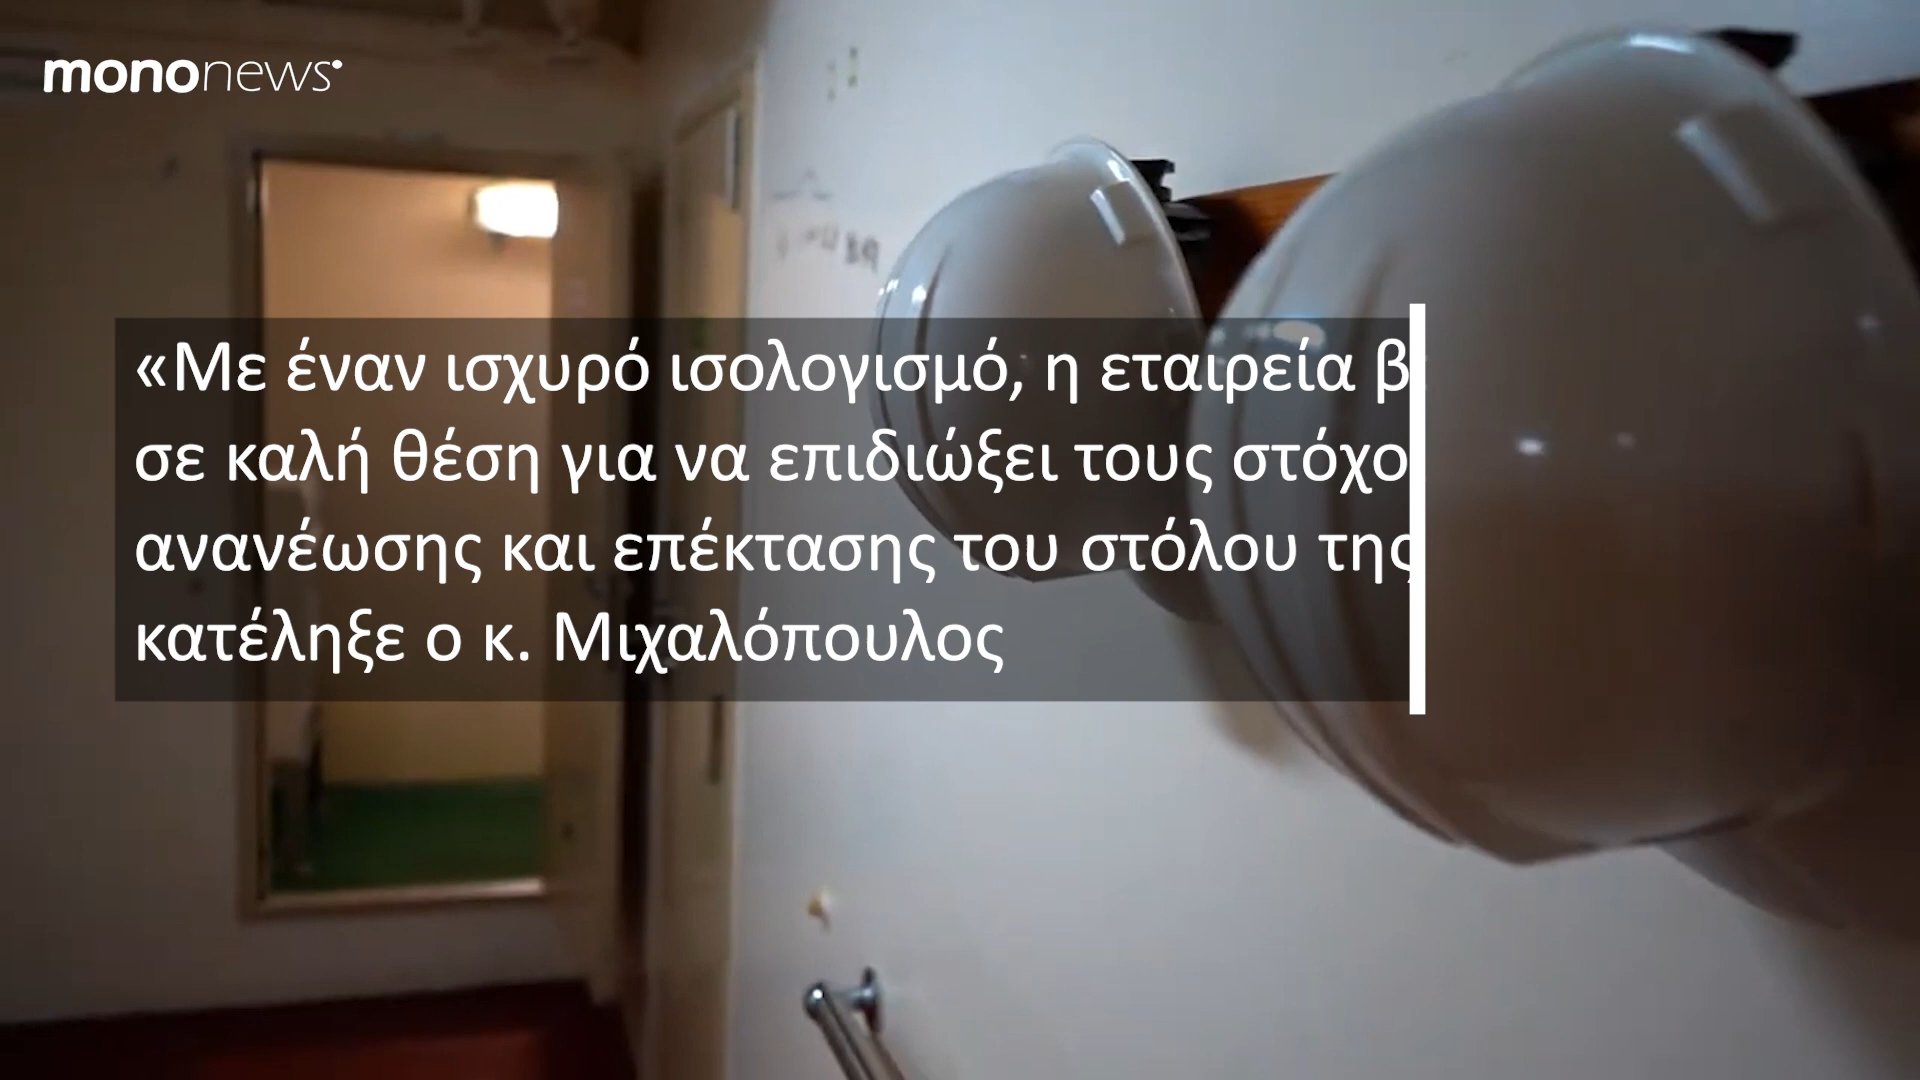 mononews
«Με έναν ισχυρό ισολογισμό, η εταιρεία
σε καλή θέση για να επιδιώξει τους
ανανέωσης και επέκτασης του στόλου της
κατέληξε ο κ. Μιχαλόπουλος